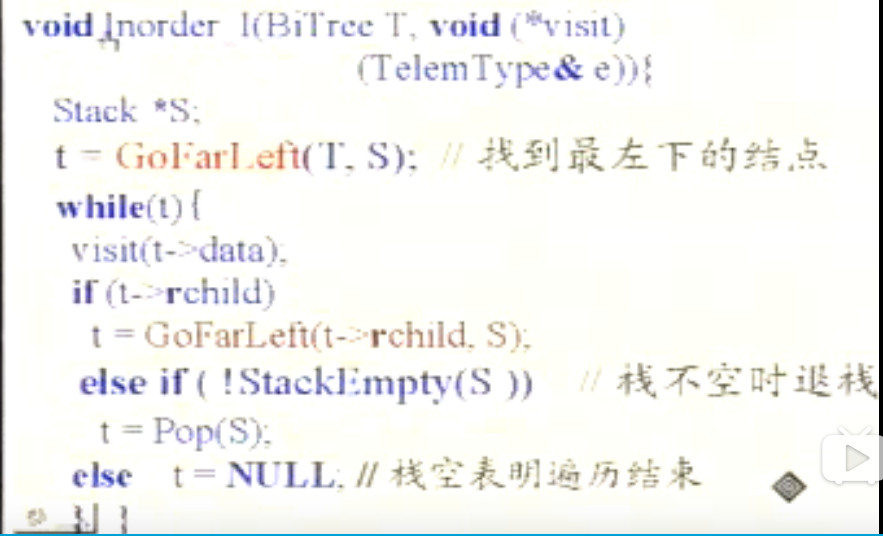 void Inorder_I(BiTree T, void (*visit)
(TelemType& e)){
Stack *S;
t = GoFarLeft(T, S); // 找到最左下的结点
while(t){
visit(t->data);
if (t->rchild)
t = GoFarLeft(t->rchild, S);
else if ( !StackEmpty(S )) // 栈不空时退栈
t = Pop(S);
else t = NULL; // 栈空表明遍历结束
} }